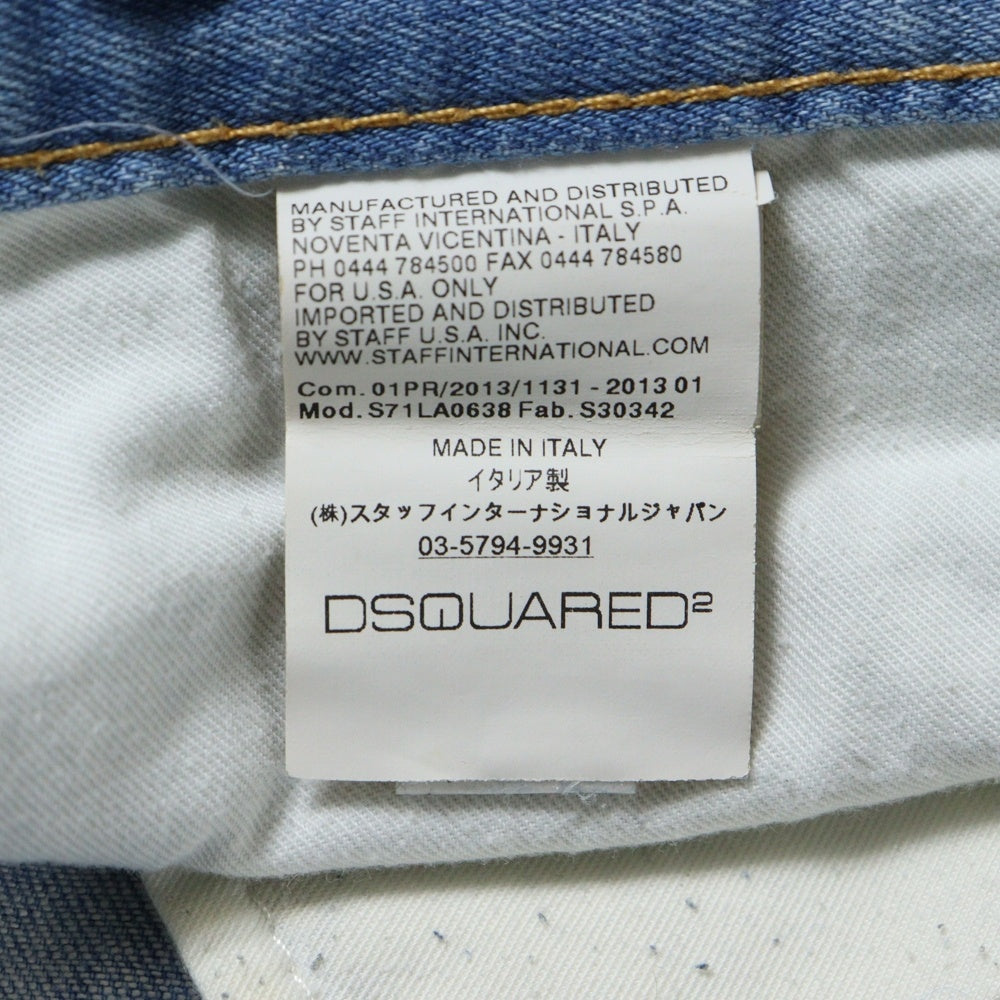 MANUFACTURED AND DISTRIBUTED
BY STAFF INTERNATIONAL S.P.A.
NOVENTA VICENTINA - ITALY
PH 0444 784500 FAX 0444 784580
FOR U.S.A. ONLY
IMPORTED AND DISTRIBUTED
BY STAFF U.S.A. INC.
WWW.STAFFINTERNATIONAL.COM
Com. 01PR/2013/1131 - 2013 01
Mod. S71LA0638 Fab. S30342
MADE IN ITALY
イタリア製
(株)スタッフインターナショナルジャパン
03-5794-9931
DSQUARED²